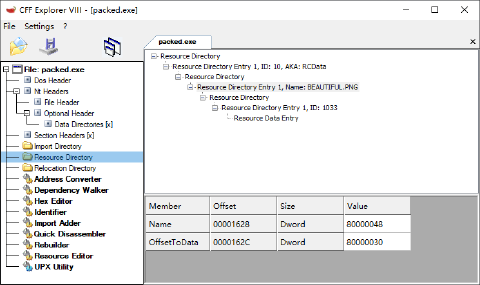 CFF Explorer VIII - [packed.exe]
File Settings ?
packed.exe
File: packed.exe
Dos Header
Nt Headers
File Header
Optional Header
Data Directories [x]
Section Headers [x]
Import Directory
Resource Directory
Relocation Directory
Address Converter
Dependency Walker
Hex Editor
Identifier
Import Adder
Quick Disassembler
Rebuilder
Resource Editor
UPX Utility
Resource Directory
Resource Directory Entry 1, ID: 10, AKA: RCData
Resource Directory
Resource Directory Entry 1, Name: BEAUTIFUL.PNG
Resource Directory
Resource Directory Entry 1, ID: 1033
Resource Data Entry
Member Offset Size Value
Name 00001628 Dword 80000048
OffsetToData 0000162C Dword 80000030